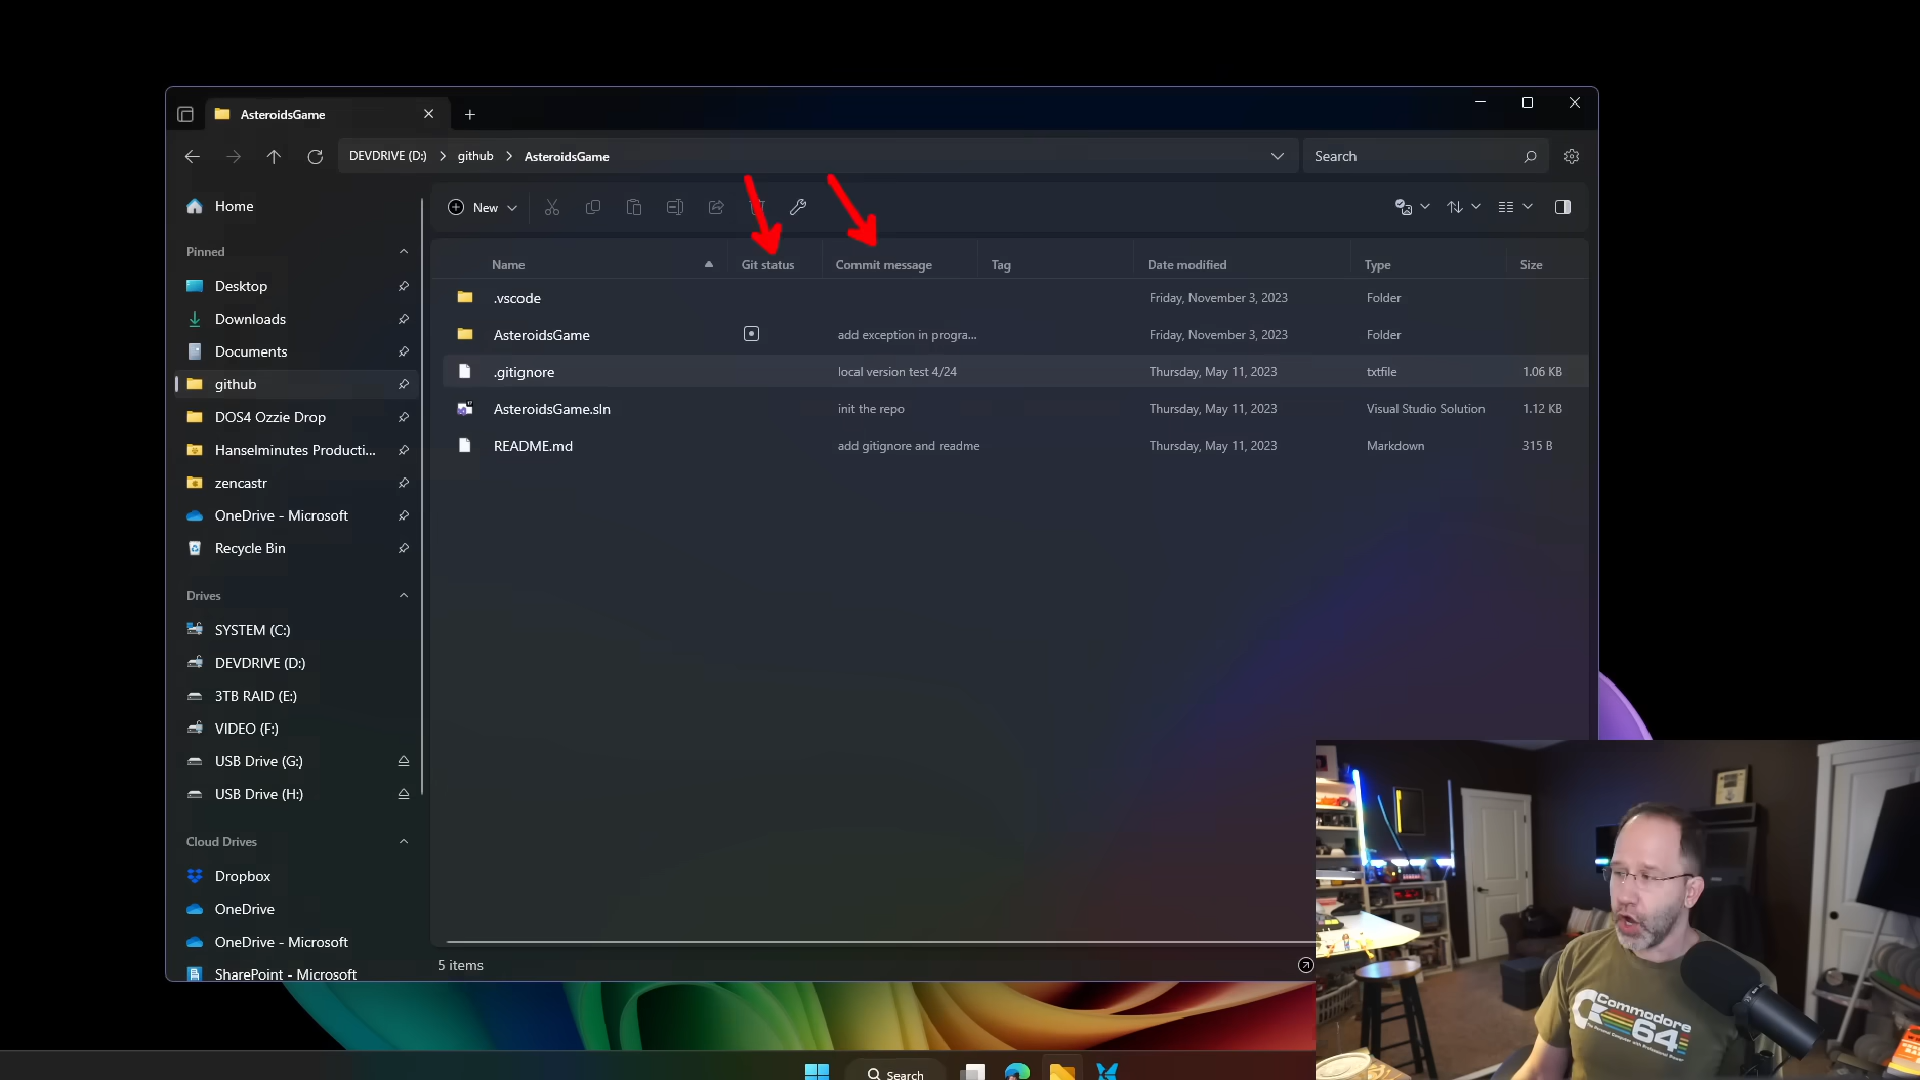 AsteroidsGame
DEVDRIVE (D:) > github > AsteroidsGame
Search
Home
Pinned
Desktop
Downloads
Documents
github
DOS4 Ozzie Drop
Hanselminutes Producti...
zencastr
OneDrive - Microsoft
Recycle Bin
Drives
SYSTEM (C:)
DEVDRIVE (D:)
3TB RAID (E:)
VIDEO (F:)
USB Drive (G:)
USB Drive (H:)
Cloud Drives
Dropbox
OneDrive
OneDrive - Microsoft
SharePoint - Microsoft
New
Name Git status Commit message Tag Date modified Type Size
.vscode Friday, November 3, 2023 Folder
AsteroidsGame add exception in progra... Friday, November 3, 2023 Folder
.gitignore local version test 4/24 Thursday, May 11, 2023 txtfile 1.06 KB
AsteroidsGame.sln init the repo Thursday, May 11, 2023 Visual Studio Solution 1.12 KB
README.md add gitignore and readme Thursday, May 11, 2023 Markdown 315 B
5 items
Search
Commodore
64